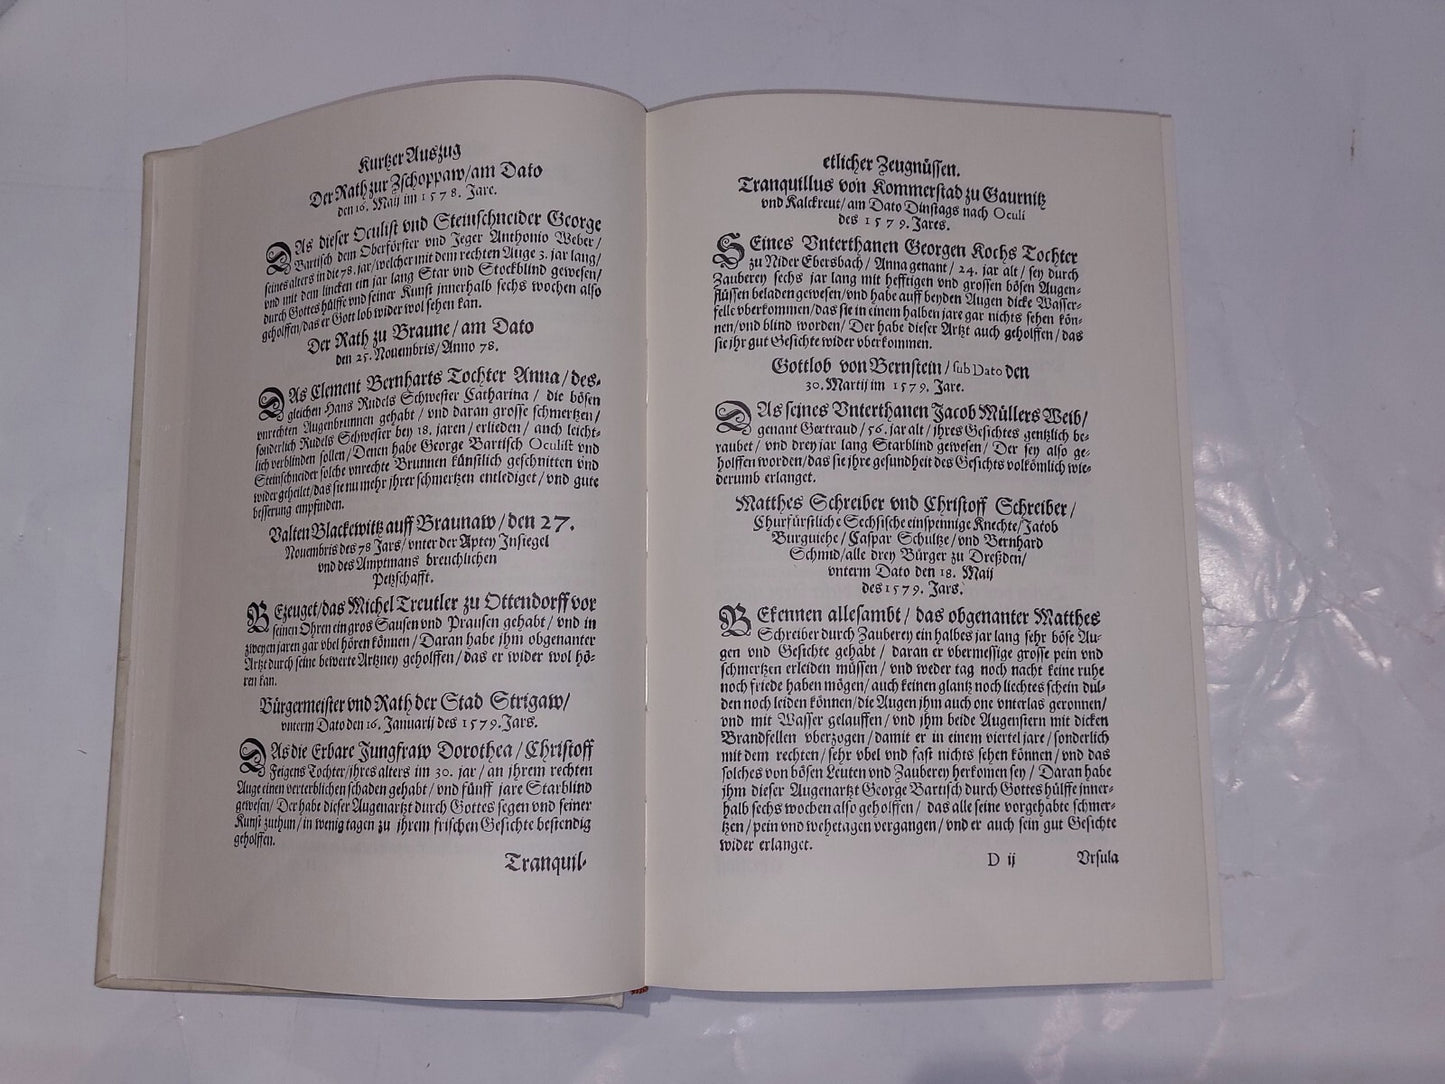 Kurtzer Auszug
Der Rath zur Zschoppaw/am Dato
den 16. Maij im 1578. Jare.
DAs dieser Oculist vnd Steinschneider George
Bartisch dem Oberförster vnd Jeger Anthonio Weber/
seines alters in die 78. jar/welcher mit dem rechten Auge 3. jar lang/
vnd mit dem lincken ein jar lang Star vnd Stockblind gewesen/
durch Gottes hülffe vnd seiner Kunst innerhalb sechs wochen also
geholffen/das er Gott lob wider wol sehen kan.
Der Rath zu Braune/am Dato
den 25. Nouembris/Anno 78.
DAs Clement Bernharts Tochter Anna/des-
gleichen Hans Rudels Schwester Catharina/ die bösen
vnrechten Augenbrunnen gehabt/ vnd daran grosse schmertzen/
sonderlich Rudels Schwester bey 18. jaren/erlieden/ auch leicht-
lich verblinden sollen/Denen habe George Bartisch Oculist vnd
Steinschneider solche vnrechte Brunnen künstlich geschnitten vnd
wider geheilet/das sie nu mehr jhrer schmertzen entlediget/vnd gute
besserung empfinden.
Valten Blackewitz auff Braunaw/den 27.
Nouembris des 78 Jars/vnter der Aptey Insiegel
vnd des Amptmans breuchlichen
Petzschafft.
BEzeuget/das Michel Treutler zu Ottendorff vor
seinen Ohren ein gros Sausen vnd Prausen gehabt/vnd in
zweyen jaren gar vbel hören können/Daran habe jhm obgenanter
Artzt durch seine bewerte Artzney geholffen/das er wider wol hö-
ren kan.
Bürgermeister vnd Rath der Stad Strigaw/
vnterm Dato den 16. Januarij des 1579. Jars.
DAs die Erbare Jungfraw Dorothea/Christoff
Feigens Tochter/jhres alters im 30. jar/an jhrem rechten
Auge einen verterblichen schaden gehabt/vnd fünff jare Starblind
gewesen/Der habe dieser Augenartzt durch Gottes segen vnd seiner
Kunst zuthun/in wenig tagen zu jhrem frischen Gesichte bestendig
geholffen.
Tranquil-
etlicher Zeugnüssen.
Tranquillus von Kommerstad zu Gaurnitz
vnd Kalckreut/am Dato Dinstags nach Oculi
des 1579. Jares.
SEines Vnterthanen Georgen Kochs Tochter
zu Nider Ebersbach/Anna genant/24. jar alt/sey durch
Zauberey sechs jar lang mit hefftigen vnd grossen bösen Augen-
flüssen beladen gewesen/vnd habe auff beyden Augen dicke Wasser-
felle vberkommen/das sie in einem halben jare gar nichts sehen kön-
nen/vnd blind worden/Der habe dieser Artzt auch geholffen/das
sie jhr gut Gesichte wider vberkommen.
Gottlob von Bernstein/sub Dato den
30. Martij im 1579. Jare.
DAs seines Vnterthanen Jacob Müllers Weib/
genant Gertraud/56. jar alt/jhres Gesichts gentzlich be-
raubet/vnd drey jar lang Starblind gewesen/Der sey also ge-
holffen worden/das sie jhre gesundheit des Gesichts volkömlich wie-
derumb erlanget.
Matthes Schreiber vnd Christoff Schreiber/
Churfürstliche Sechsische einspennige Knechte/Jacob
Burguiche/Caspar Schultze/vnd Bernhard
Schmid/alle drey Bürger zu Dreßden/
vnterm Dato den 18. Maij
des 1579. Jars.
BEkennen allesambt/das obgenanter Matthes
Schreiber durch Zauberey ein halbes jar lang sehr böse Au-
gen vnd Gesichte gehabt/daran er vbermessige grosse pein vnd
schmertzen erleiden müssen/vnd weder tag noch nacht keine ruhe
noch friede haben mögen/auch keinen glantz noch liechtes schein dul-
den noch leiden können/die Augen jhm auch one vnterlas geronnen/
vnd mit Wasser gelauffen/vnd jhm beide Augenstern mit dicken
Brandfellen vberzogen/damit er in einem viertel jare/sonderlich
mit dem rechten/sehr vbel vnd fast nichts sehen können/vnd das
solches von bösen Leuten vnd Zauberey herkomen sey/Daran habe
jhm dieser Augenartzt George Bartisch durch Gottes hülffe inner-
halb sechs wochen also geholffen/das alle seine vorgehabte schmer-
tzen/pein vnd wehetagen vergangen/vnd er auch sein gut Gesichte
wider erlanget.
D ij
Vrsula